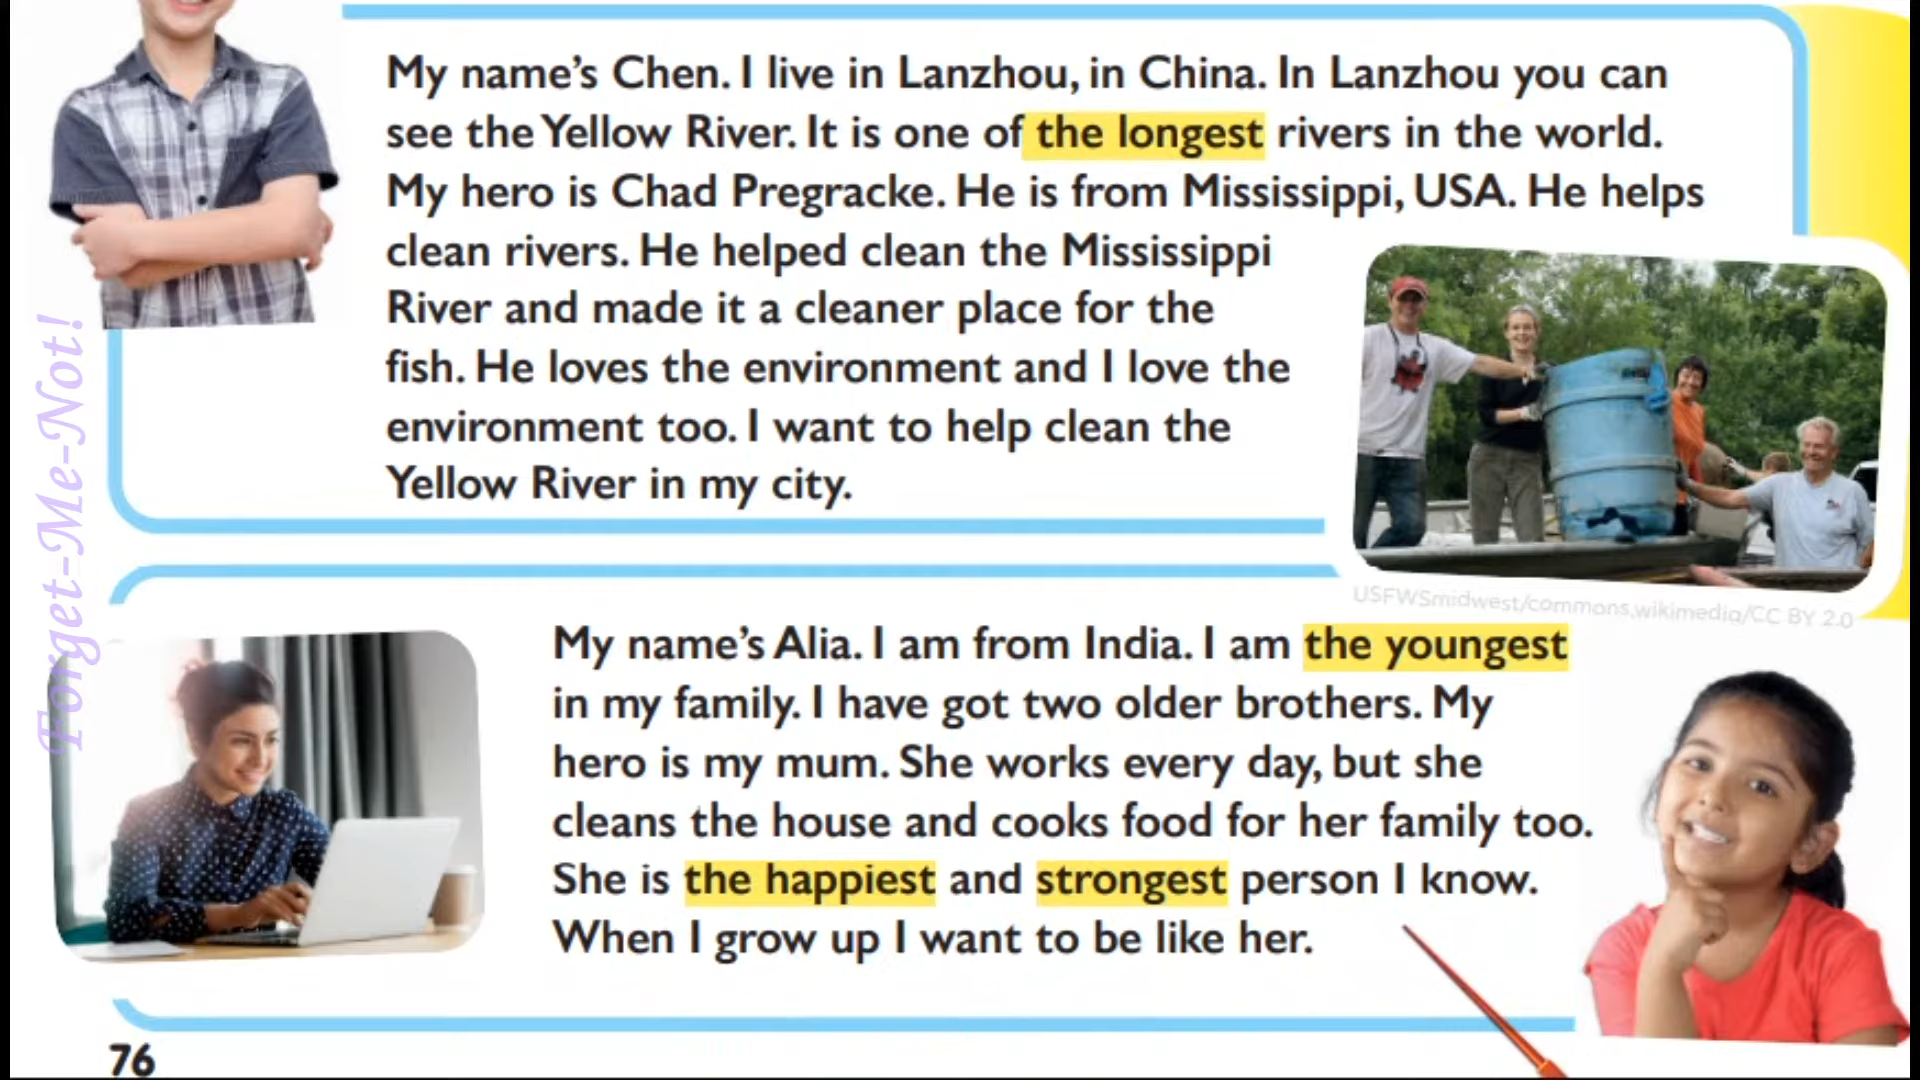 My name's Chen. I live in Lanzhou, in China. In Lanzhou you can
see the Yellow River. It is one of the longest rivers in the world.
My hero is Chad Pregracke. He is from Mississippi, USA. He helps
clean rivers. He helped clean the Mississippi
River and made it a cleaner place for the
fish. He loves the environment and I love the
environment too. I want to help clean the
Yellow River in my city.
USFWSmidwest/commons.wikimedia/CC BY 2.0
My name's Alia. I am from India. I am the youngest
in my family. I have got two older brothers. My
hero is my mum. She works every day, but she
cleans the house and cooks food for her family too.
She is the happiest and strongest person I know.
When I grow up I want to be like her.
76
Forget-Me-Not!